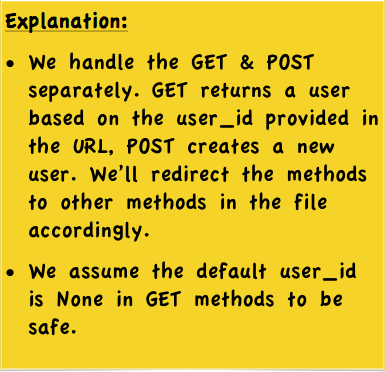 Explanation:
• We handle the GET & POST
separately. GET returns a user
based on the user_id provided in
the URL, POST creates a new
user. We'll redirect the methods
to other methods in the file
accordingly.
• We assume the default user_id
is None in GET methods to be
safe.